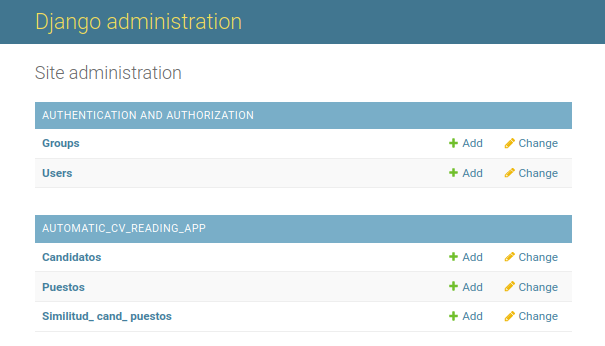 Django administration
Site administration
AUTHENTICATION AND AUTHORIZATION
Groups Add Change
Users Add Change
AUTOMATIC_CV_READING_APP
Candidatos Add Change
Puestos Add Change
Similitud_ cand_ puestos Add Change